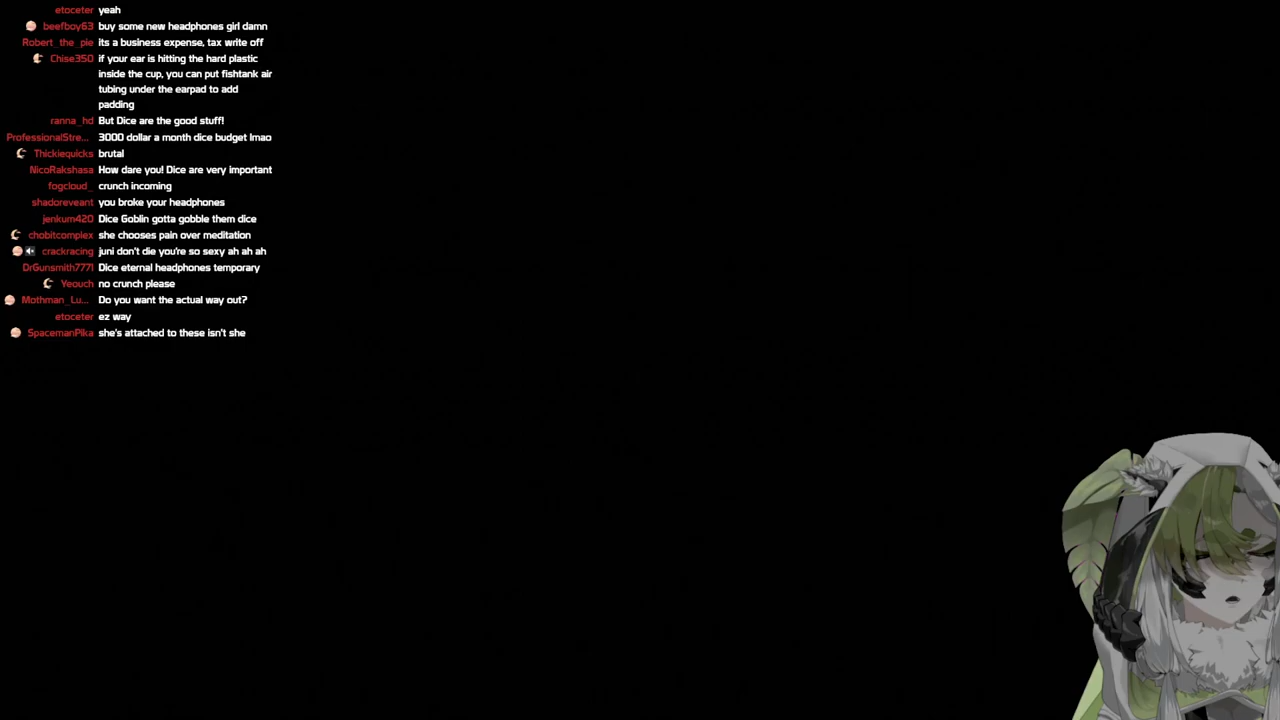 etoceter yeah
beefboy63 buy some new headphones girl damn
Robert_the_pie its a business expense, tax write off
Chise350 if your ear is hitting the hard plastic
inside the cup, you can put fishtank air
tubing under the earpad to add
padding
ranna_hd But Dice are the good stuff!
ProfessionalStre... 3000 dollar a month dice budget lmao
Thickiequicks brutal
NicoRakshasa How dare you! Dice are very important
fogcloud_ crunch incoming
shadoreveant you broke your headphones
jenkum420 Dice Goblin gotta gobble them dice
chobitcomplex she chooses pain over meditation
crackracing juni don't die you're so sexy ah ah ah
DrGunsmith7771 Dice eternal headphones temporary
Yeouch no crunch please
Mothman_Lu... Do you want the actual way out?
etoceter ez way
SpacemanPika she's attached to these isn't she